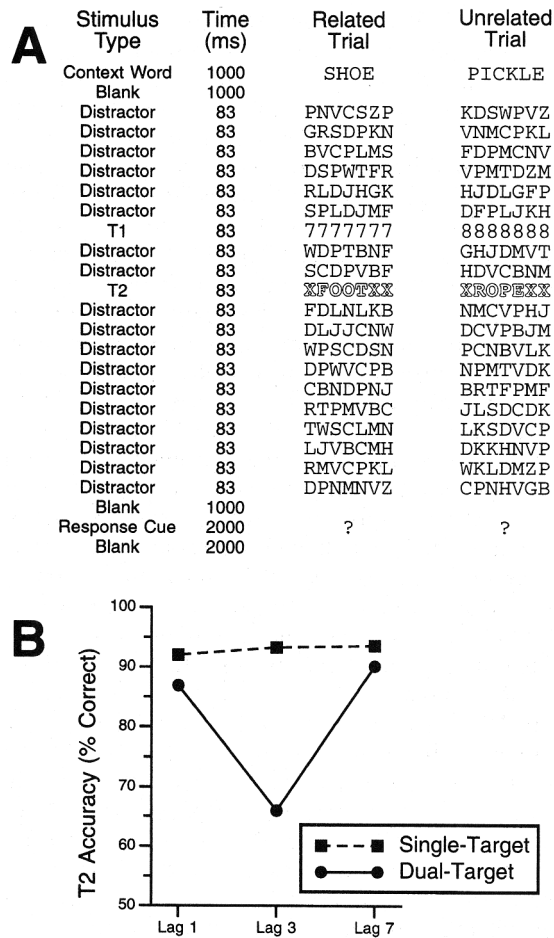 A
Stimulus Type Time (ms) Related Trial Unrelated Trial
Context Word 1000 SHOE PICKLE
Blank 1000
Distractor 83 PNVCSZP KDSWPVZ
Distractor 83 GRSDPKN VNMCPKL
Distractor 83 BVCPLMS FDPMCNV
Distractor 83 DSPWTFR VPMTDZM
Distractor 83 RLDJHGK HJDLGFP
Distractor 83 SPLDJMF DFPLJKH
T1 83 7777777 8888888
Distractor 83 WDPTBNF GHJDMVT
Distractor 83 SCDPVBF HDVCBNM
T2 83 XFOOTXX XROPEXX
Distractor 83 FDLNLKB NMCVPHJ
Distractor 83 DLJJCNW DCVPBJM
Distractor 83 WPSCDSN PCNBVLK
Distractor 83 DPWVCPB NPMTVDK
Distractor 83 CBNDPNJ BRTFPMF
Distractor 83 RTPMVBC JLSDCDK
Distractor 83 TWSCLMN LKSDVCP
Distractor 83 LJVBCMH DKKHNVP
Distractor 83 RMVCPKL WKLDMZP
Distractor 83 DPNMNVZ CPNHVGB
Blank 1000
Response Cue 2000 ? ?
Blank 2000
B
T2 Accuracy (% Correct)
100
90
80
70
60
50
Single-Target
Dual-Target
Lag 1 Lag 3 Lag 7